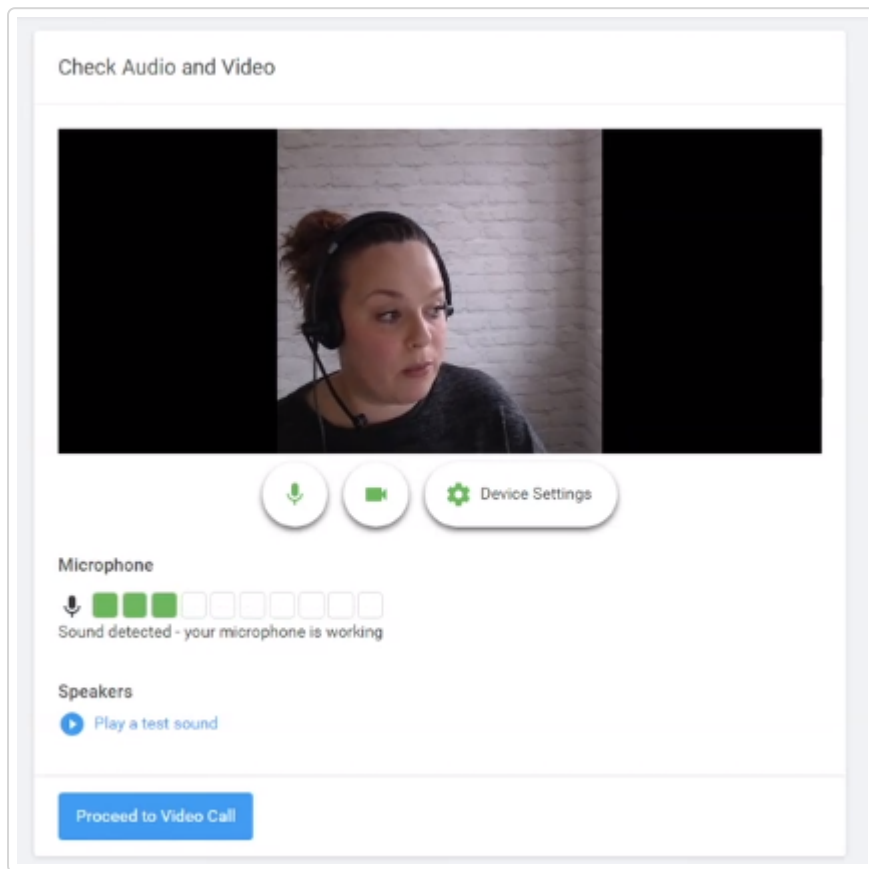 Check Audio and Video
Device Settings
Microphone
Sound detected - your microphone is working
Speakers
Play a test sound
Proceed to Video Call